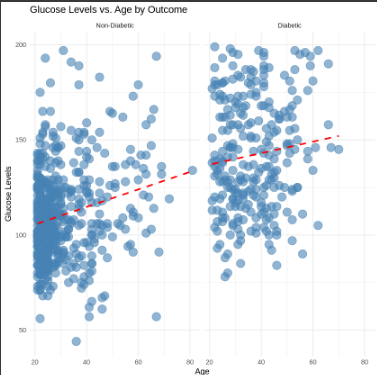 Glucose Levels vs. Age by Outcome
Non-Diabetic
Diabetic
200
150
100
50
Glucose Levels
20 40 60 80
20 40 60 80
Age